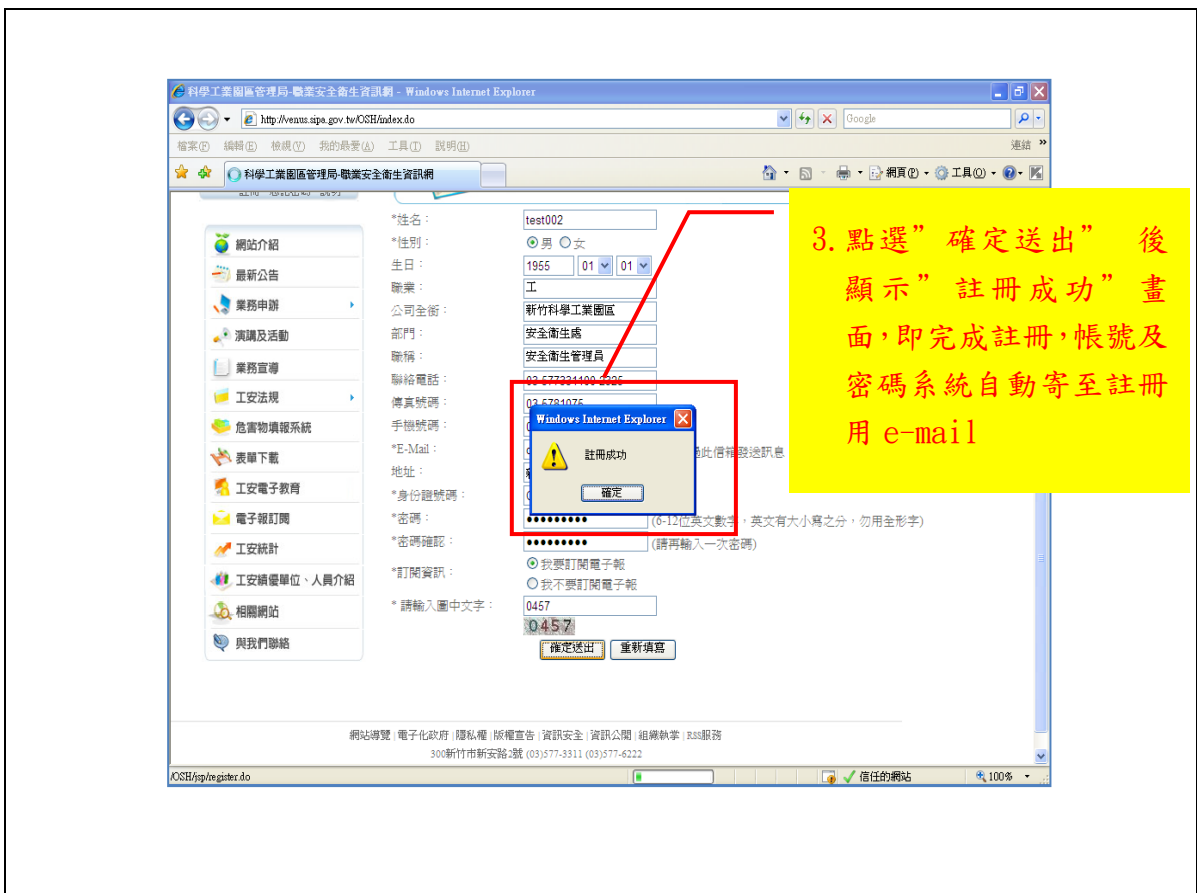 科學工業園區管理局-職業安全衛生資訊網 - Windows Internet Explorer
http://venus.sipa.gov.tw/OSH/index.do
Google
檔案(F) 編輯(E) 檢視(V) 我的最愛(A) 工具(T) 說明(H)
連結 »
科學工業園區管理局-職業安全衛生資訊網
網頁(P) 工具(O)
網站介紹
最新公告
業務申辦
演講及活動
業務宣導
工安法規
危害物填報系統
表單下載
工安電子教育
電子報訂閱
工安統計
工安績優單位、人員介紹
相關網站
與我們聯絡
*姓名： test002
*性別： 男 女
生日： 1955 01 01
職業： 工
公司全銜： 新竹科學工業園區
部門： 安全衛生處
職稱： 安全衛生管理員
聯絡電話：
傳真號碼： 03-5781075
手機號碼：
*E-Mail： 此信箱發送訊息
地址：
*身份證號碼：
*密碼： ●●●●●●●●● (6-12位英文數字，英文有大小寫之分，勿用全形字)
*密碼確認： ●●●●●●●●● (請再輸入一次密碼)
*訂閱資訊： 我要訂閱電子報
我不要訂閱電子報
* 請輸入圖中文字： 0457
0457
確定送出 重新填寫
Windows Internet Explorer
註冊成功
確定
3.點選”確定送出” 後
顯示”註冊成功”畫
面，即完成註冊，帳號及
密碼系統自動寄至註冊
用 e-mail
網站導覽|電子化政府|隱私權|版權宣告|資訊安全|資訊公開|組織執掌|RSS服務
300新竹市新安路2號 (03)577-3311 (03)577-6222
/OSH/jsp/register.do
信任的網站
100%